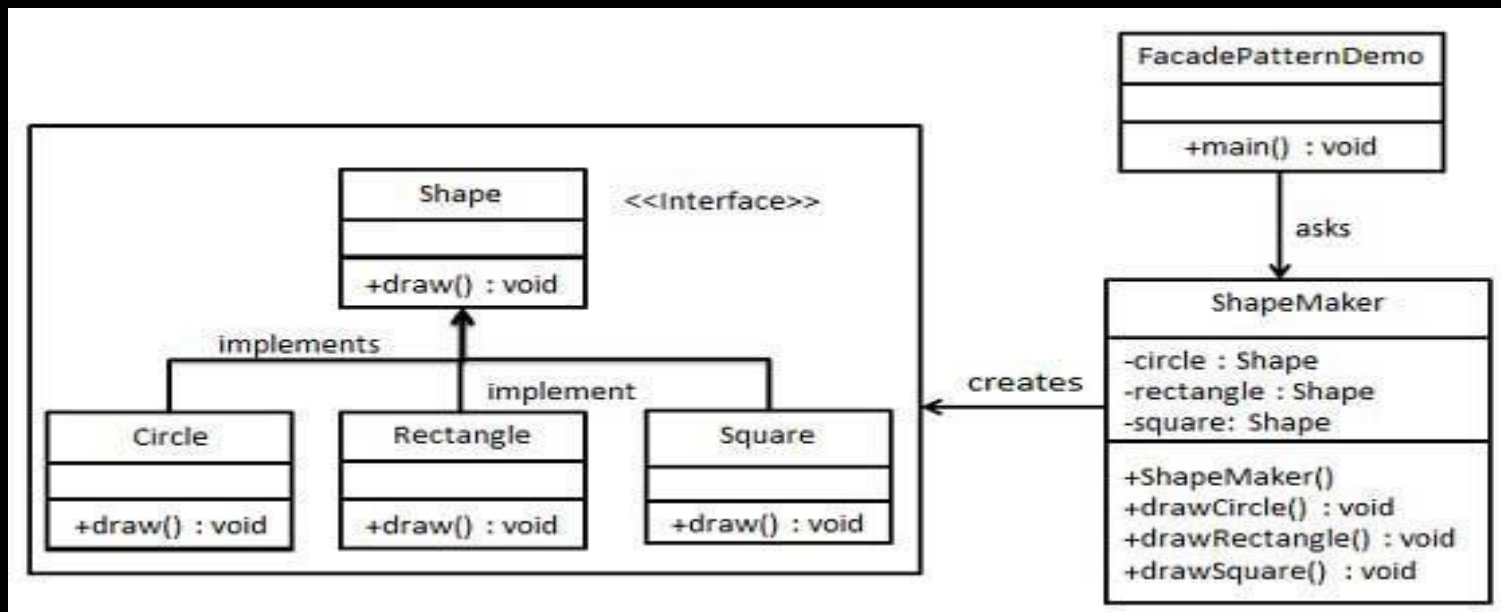 FacadePatternDemo
+main() : void
asks
Shape
<<Interface>>
+draw() : void
implements
implement
Circle
+draw() : void
Rectangle
+draw() : void
Square
+draw() : void
creates
ShapeMaker
-circle : Shape
-rectangle : Shape
-square: Shape
+ShapeMaker()
+drawCircle() : void
+drawRectangle() : void
+drawSquare() : void